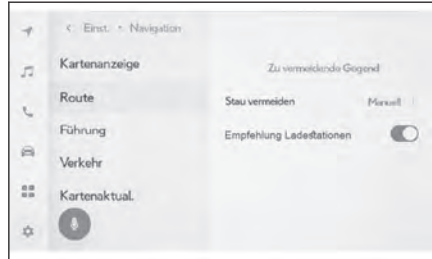 < Einst. • Navigation
Kartenanzeige
Route
Führung
Verkehr
Kartenaktual.
Zu vermeidende Gegend
Stau vermeiden Manuell
Empfehlung Ladestationen